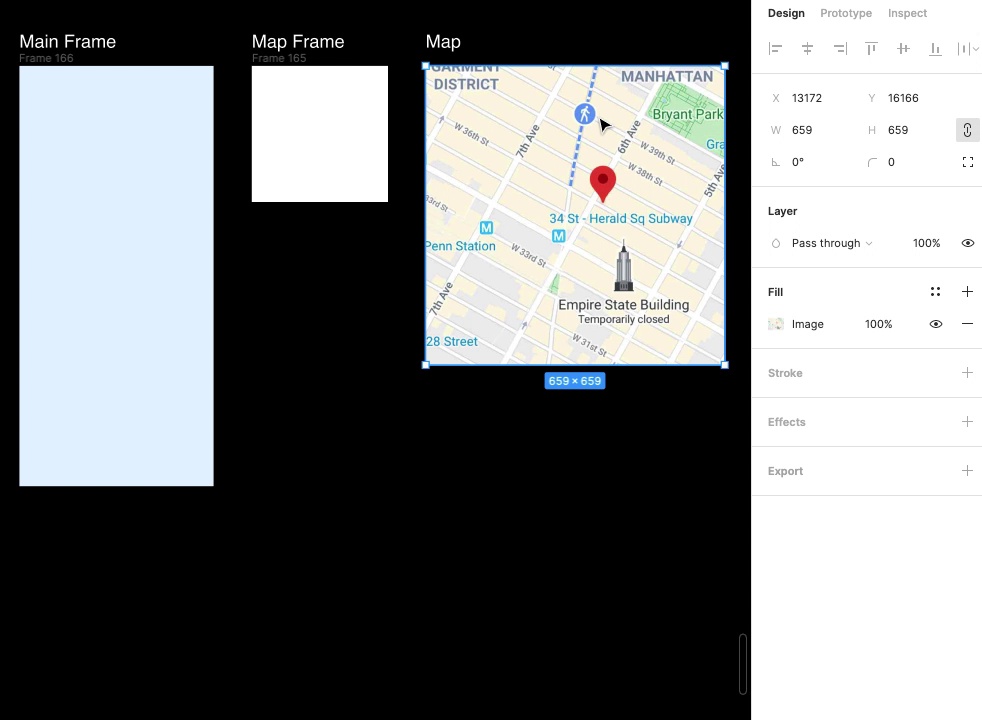 Main Frame
Frame 166
Map Frame
Frame 165
Map
GARMENT
DISTRICT
MANHATTAN
Bryant Park
Gra
W 36th St
7th Ave
6th Ave
W 39th St
W 38th St
5th Ave
33rd St
34 St - Herald Sq Subway
M
M
Penn Station
W 33rd St
7th Ave
Empire State Building
Temporarily closed
28 Street
W 31st St
659 × 659
Design Prototype Inspect
X 13172 Y 16166
W 659 H 659
0° 0
Layer
Pass through 100%
Fill
Image 100%
Stroke
Effects
Export